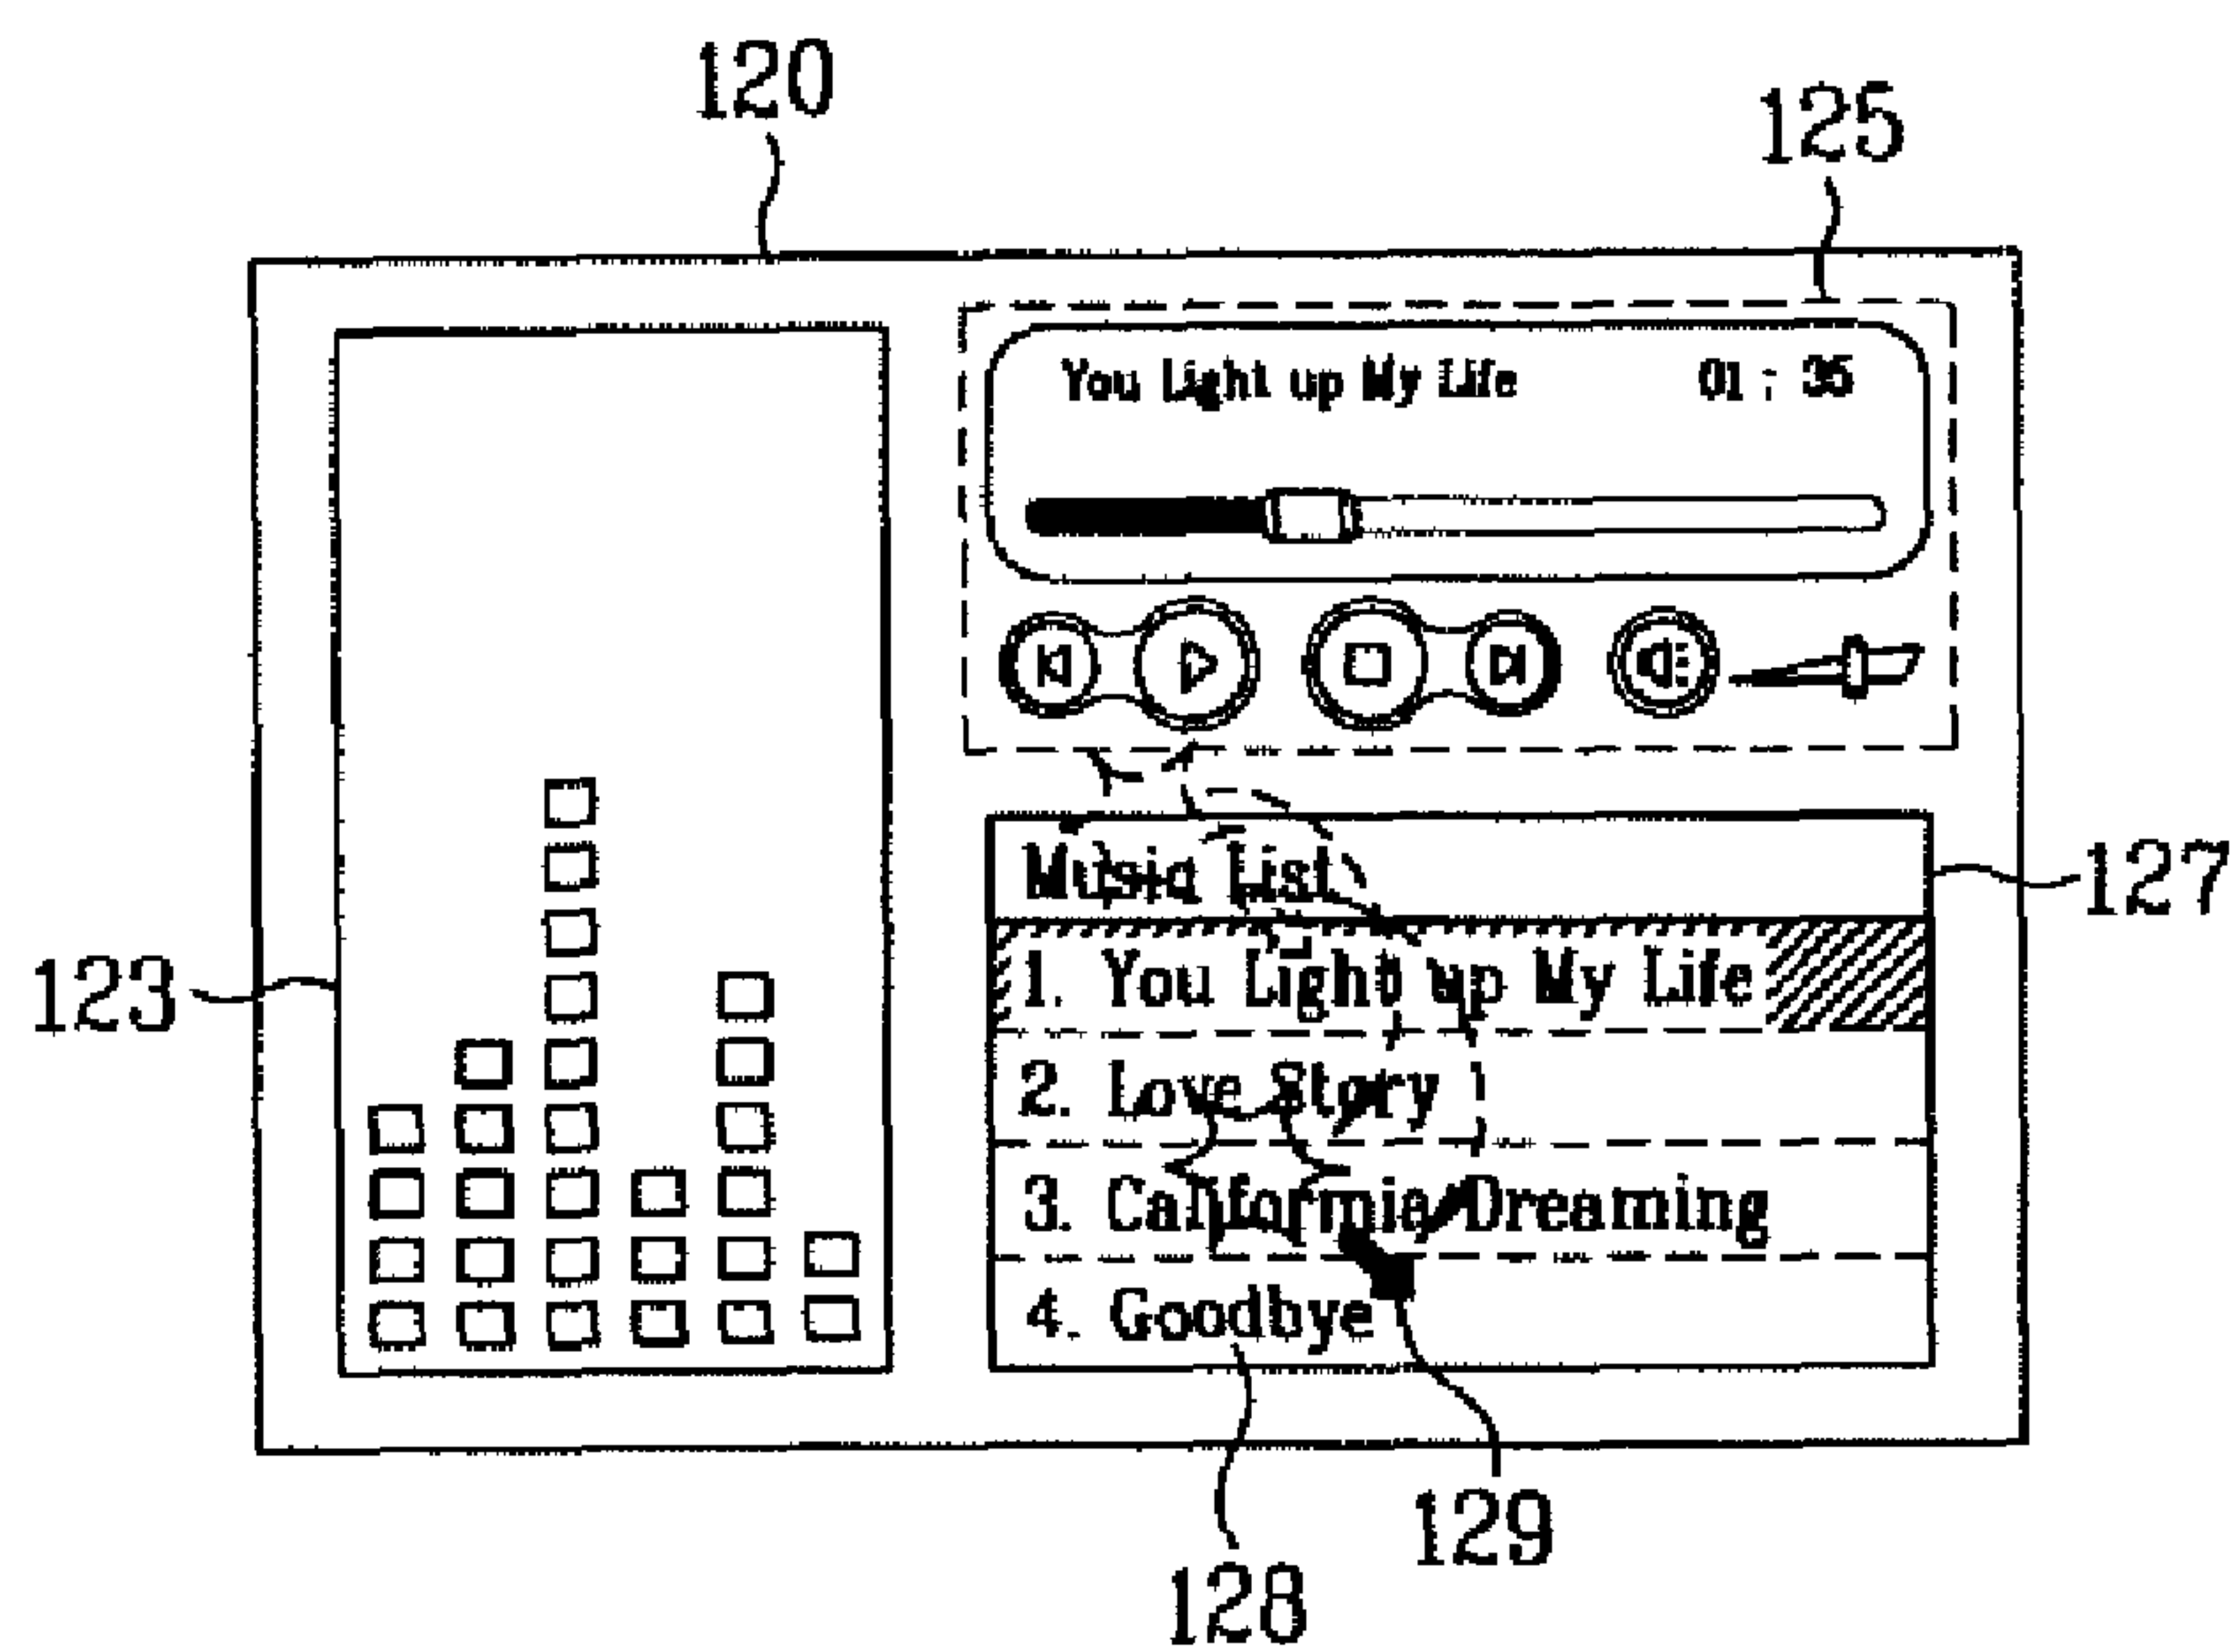 120
125
You Light up My Life 01 : 35
Music List
127
1. You Light up My Life
123
2. Love Story
3. California Dreaming
4. Goodbye
129
128